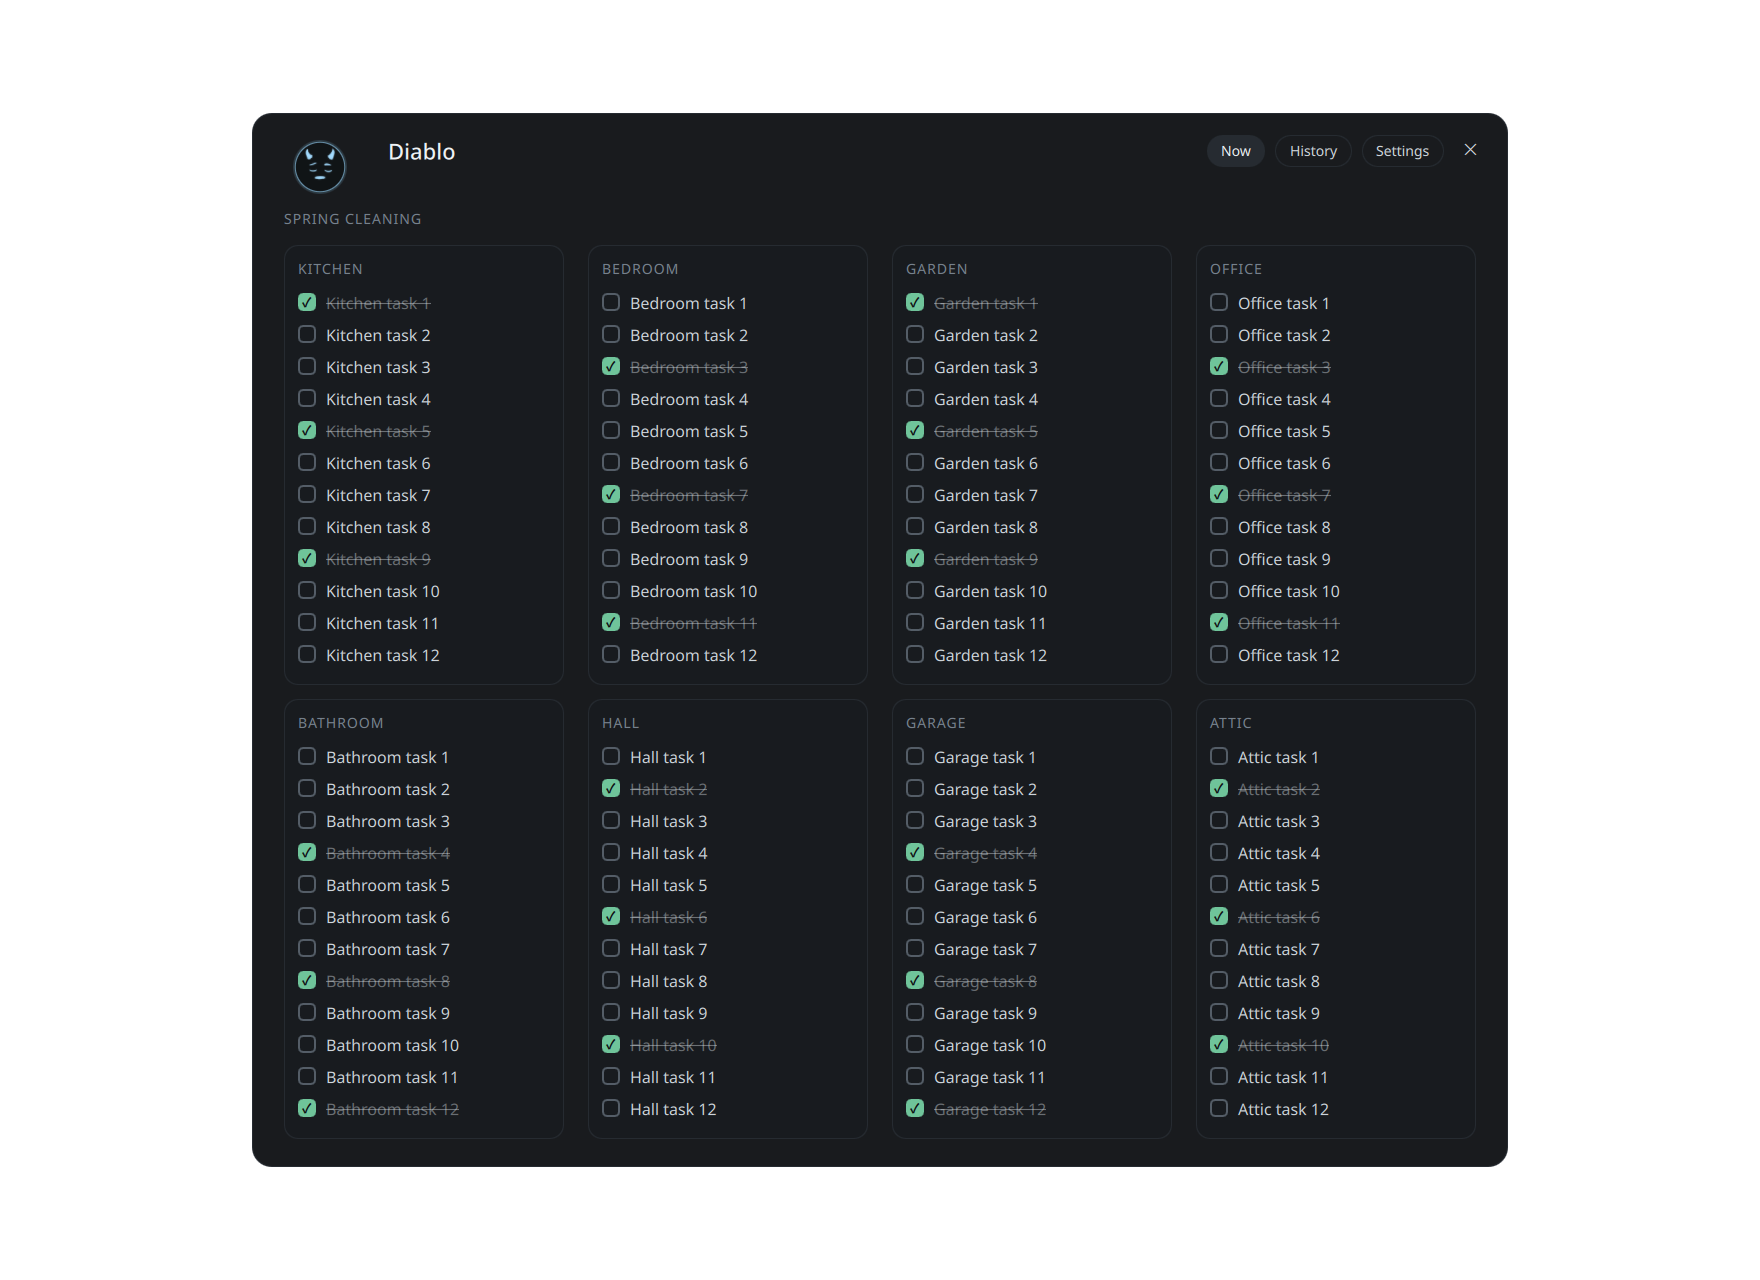 Diablo
Now
History
Settings
SPRING CLEANING
KITCHEN
Kitchen task 1
Kitchen task 2
Kitchen task 3
Kitchen task 4
Kitchen task 5
Kitchen task 6
Kitchen task 7
Kitchen task 8
Kitchen task 9
Kitchen task 10
Kitchen task 11
Kitchen task 12
BEDROOM
Bedroom task 1
Bedroom task 2
Bedroom task 3
Bedroom task 4
Bedroom task 5
Bedroom task 6
Bedroom task 7
Bedroom task 8
Bedroom task 9
Bedroom task 10
Bedroom task 11
Bedroom task 12
GARDEN
Garden task 1
Garden task 2
Garden task 3
Garden task 4
Garden task 5
Garden task 6
Garden task 7
Garden task 8
Garden task 9
Garden task 10
Garden task 11
Garden task 12
OFFICE
Office task 1
Office task 2
Office task 3
Office task 4
Office task 5
Office task 6
Office task 7
Office task 8
Office task 9
Office task 10
Office task 11
Office task 12
BATHROOM
Bathroom task 1
Bathroom task 2
Bathroom task 3
Bathroom task 4
Bathroom task 5
Bathroom task 6
Bathroom task 7
Bathroom task 8
Bathroom task 9
Bathroom task 10
Bathroom task 11
Bathroom task 12
HALL
Hall task 1
Hall task 2
Hall task 3
Hall task 4
Hall task 5
Hall task 6
Hall task 7
Hall task 8
Hall task 9
Hall task 10
Hall task 11
Hall task 12
GARAGE
Garage task 1
Garage task 2
Garage task 3
Garage task 4
Garage task 5
Garage task 6
Garage task 7
Garage task 8
Garage task 9
Garage task 10
Garage task 11
Garage task 12
ATTIC
Attic task 1
Attic task 2
Attic task 3
Attic task 4
Attic task 5
Attic task 6
Attic task 7
Attic task 8
Attic task 9
Attic task 10
Attic task 11
Attic task 12